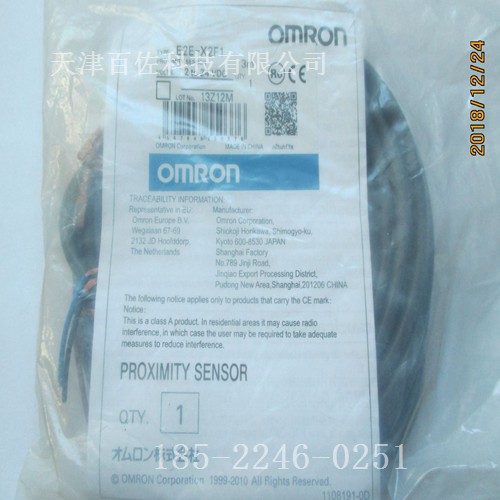 OMRON
E2E-X2F1
天津百佐科技有限公司
LOT No. 13Z12M
OMRON Corporation MADE IN CHINA
OMRON
TRACEABILITY INFORMATION:
Representative in EU:
Omron Europe B.V.
Wegalaan 67-69
2132 JD Hoofddorp,
The Netherlands
Manufacturer:
Omron Corporation,
Shiokoji Horikawa, Shimogyo-ku,
Kyoto 600-8530 JAPAN
Shanghai Factory
No.789 Jinji Road,
Jinqiao Export Processing District,
Pudong New Area, Shanghai,201206 CHINA
The following notice applies only to products that carry the CE mark:
Notice:
This is a class A product. In residential areas it may cause radio
interference, in which case the user may be required to take adequate
measures to reduce interference.
PROXIMITY SENSOR
QTY. 1
オムロン株式会社
185-2246-0251
© OMRON Corporation 1999-2010 All Rights Reserved.
2018/12/24